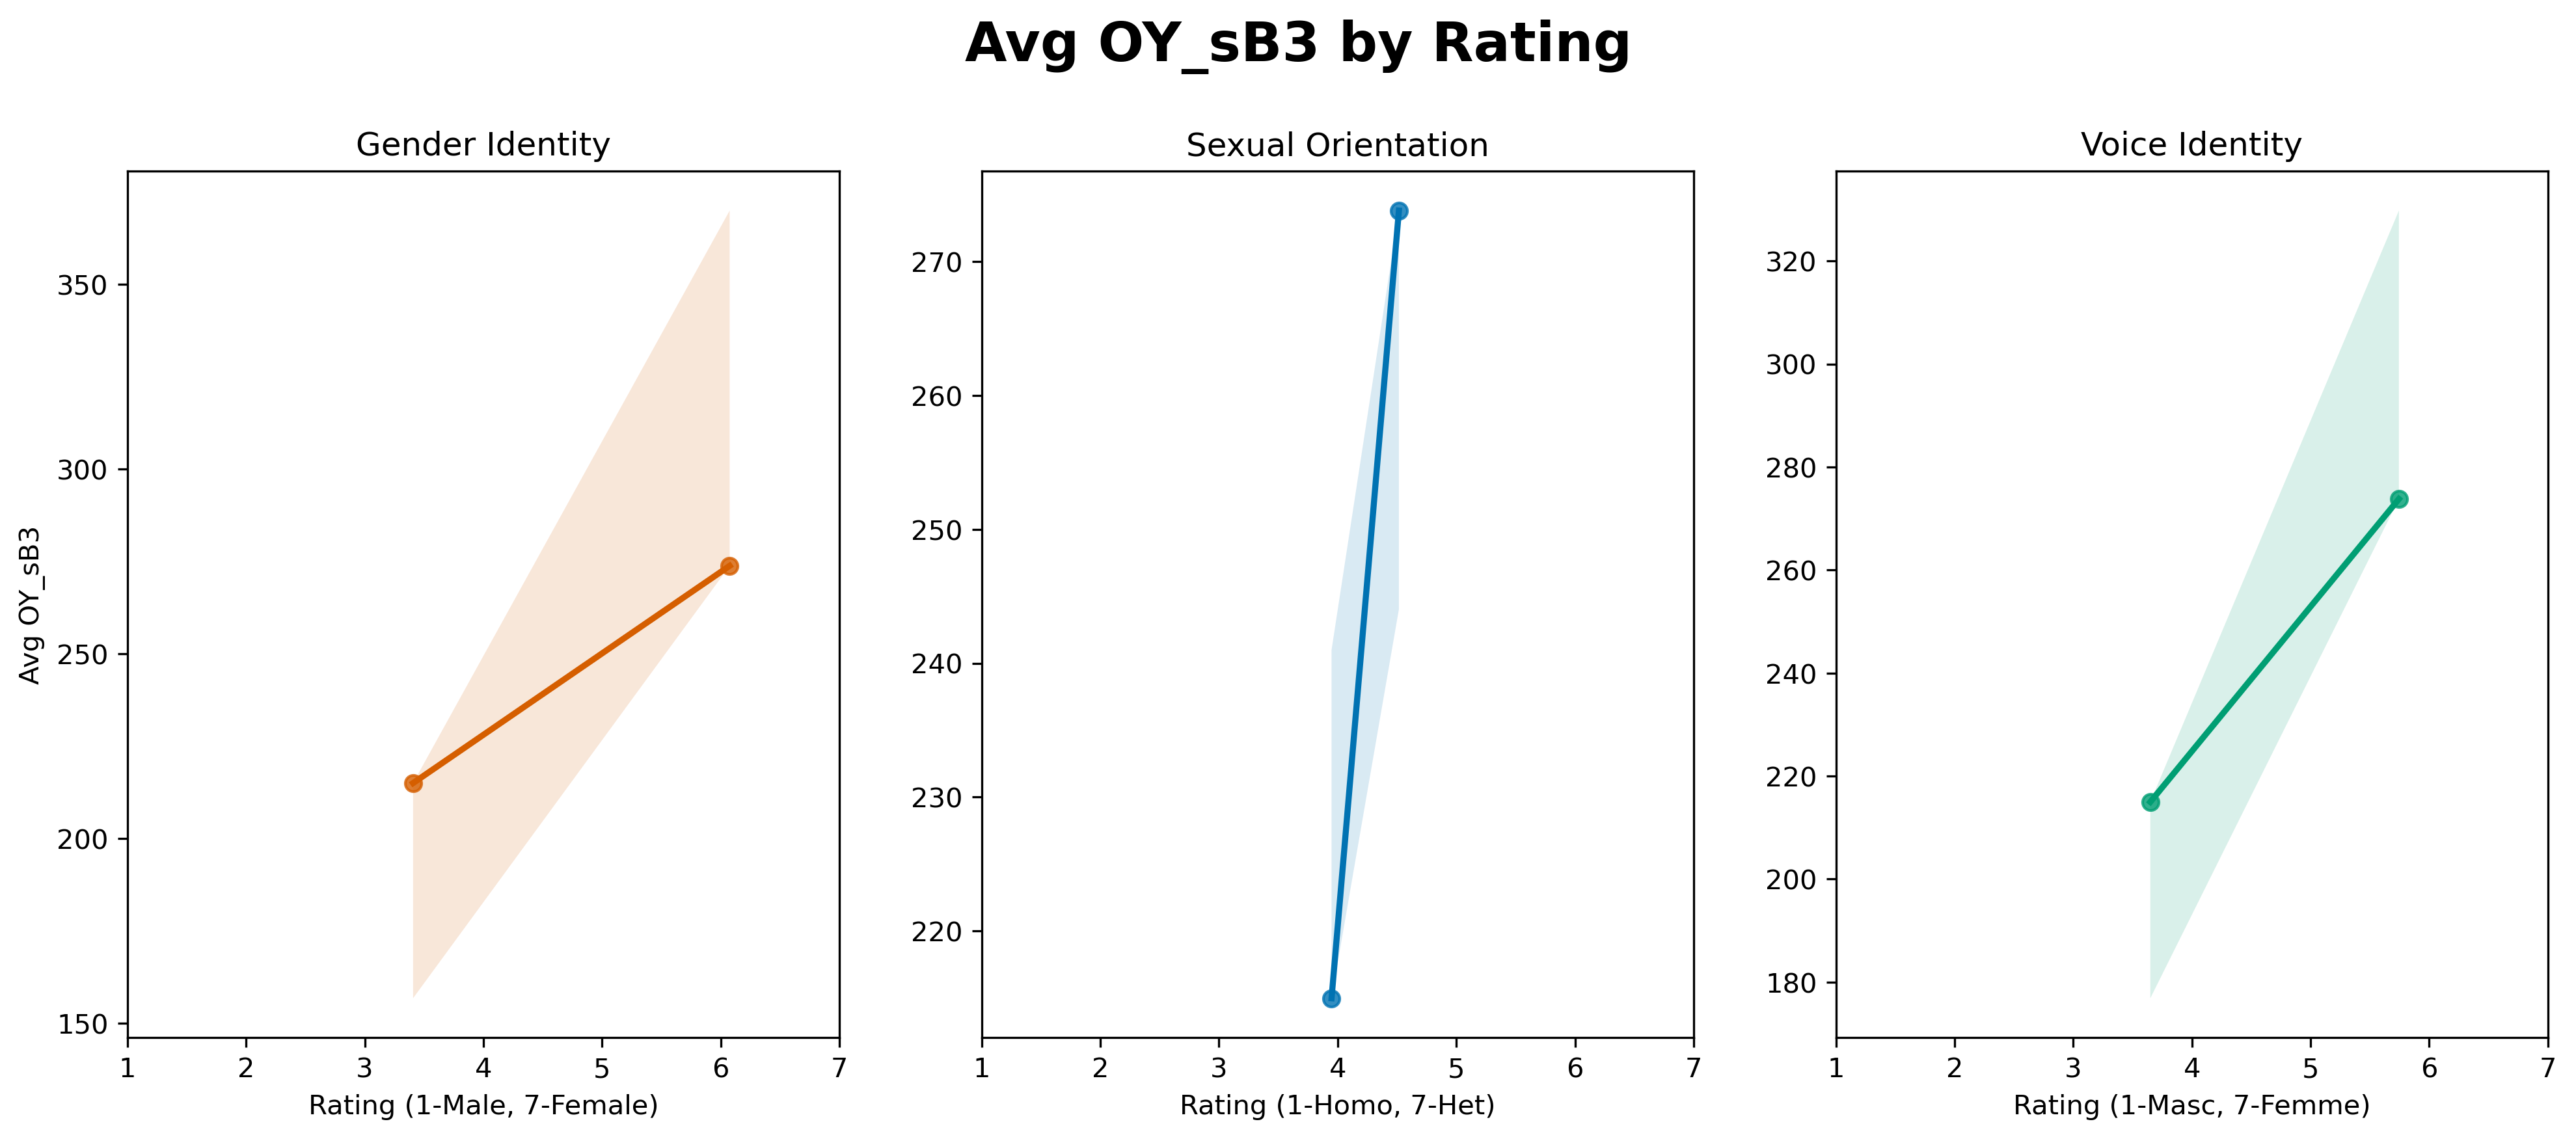 Avg OY_sB3 by Rating
Gender Identity
Avg OY_sB3
350
300
250
200
150
1 2 3 4 5 6 7
Rating (1-Male, 7-Female)
Sexual Orientation
270
260
250
240
230
220
1 2 3 4 5 6 7
Rating (1-Homo, 7-Het)
Voice Identity
320
300
280
260
240
220
200
180
1 2 3 4 5 6 7
Rating (1-Masc, 7-Femme)